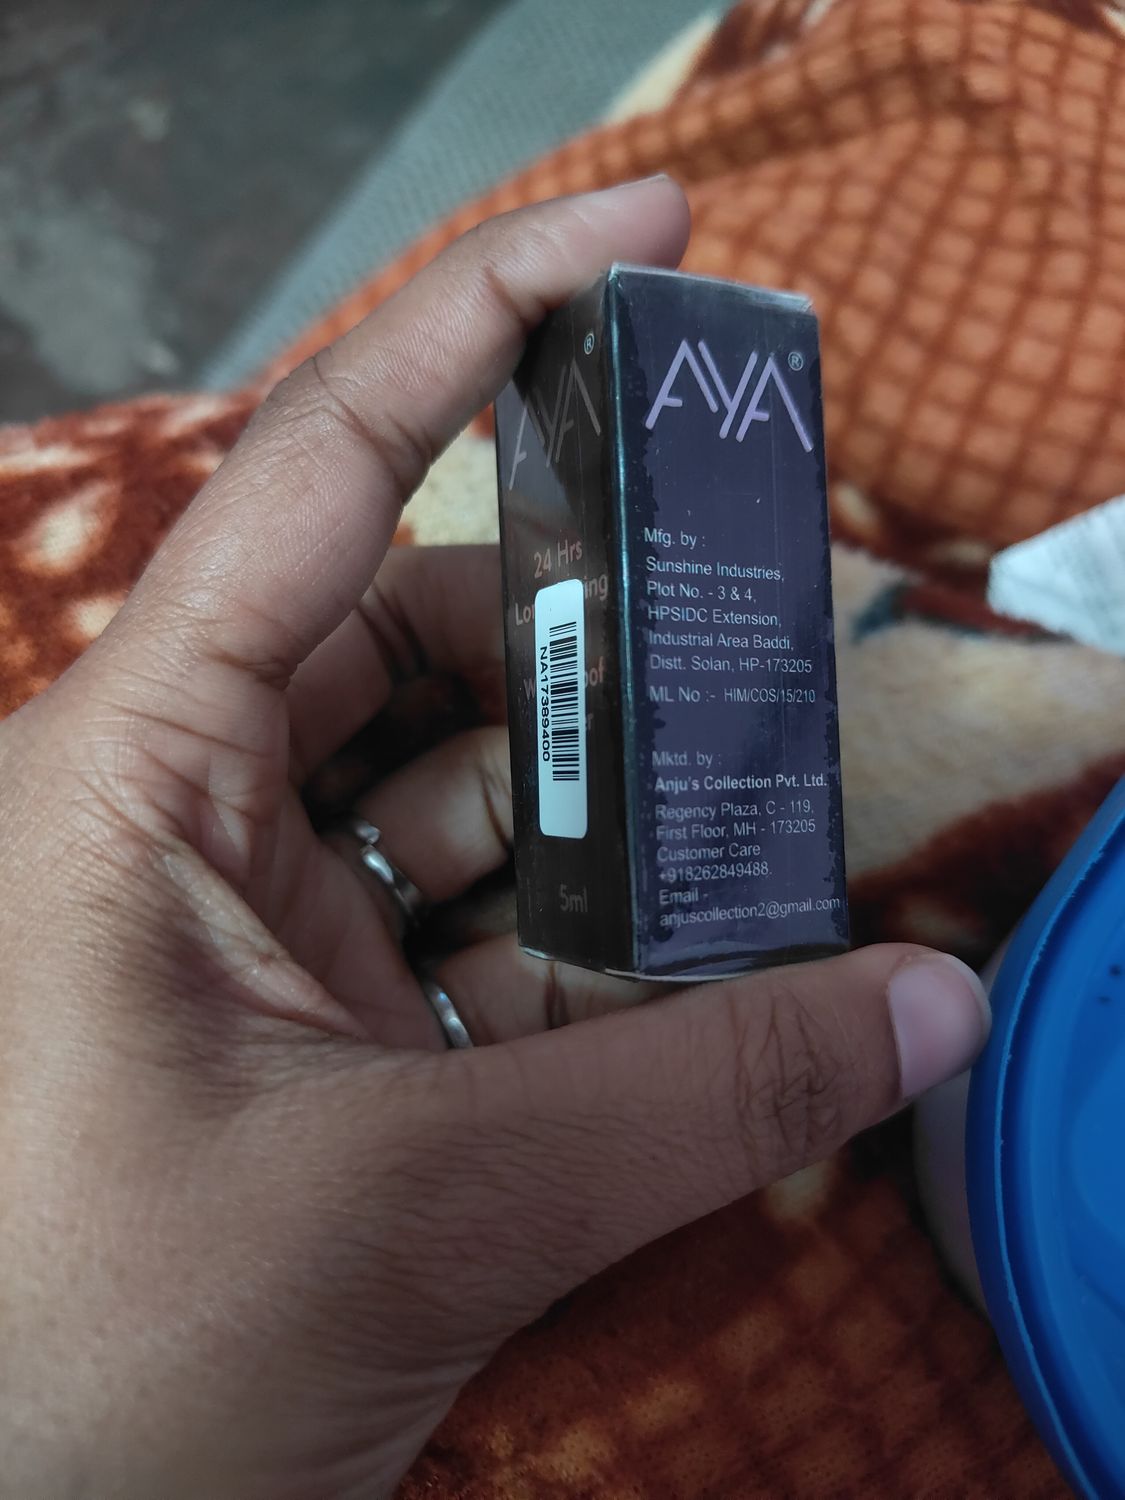 AYA®
24 Hrs
NA17389400
5ml
AYA®
Mfg. by :
Sunshine Industries,
Plot No. - 3 & 4,
HPSIDC Extension,
Industrial Area Baddi,
Distt. Solan, HP-173205
ML No :- HIM/COS/15/210
Mktd. by :
Anju's Collection Pvt. Ltd.
Regency Plaza, C - 119,
First Floor, MH - 173205
Customer Care
+918262849488.
Email -
anjuscollection2@gmail.com